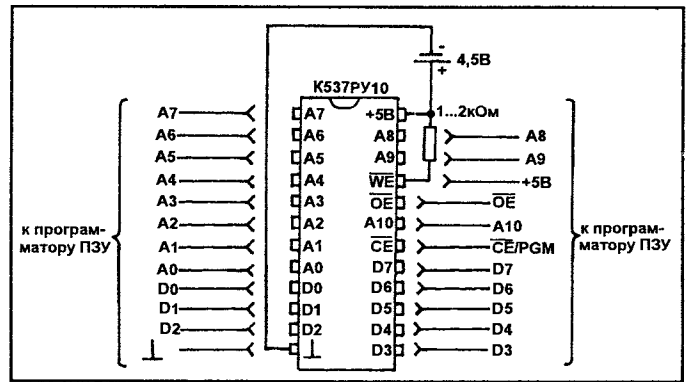 -
4,5В
+
К537РУ10
A7 A7 +5В 1...2кОм
A6 A6 A8 A8
A5 A5 A9 A9
A4 A4 WE +5В
A3 A3 OE OE
A2 A2 A10 A10
A1 A1 CE CE/PGM
A0 A0 D7 D7
D0 D0 D6 D6
D1 D1 D5 D5
D2 D2 D4 D4
D3 D3
к програм-
матору ПЗУ
к програм-
матору ПЗУ